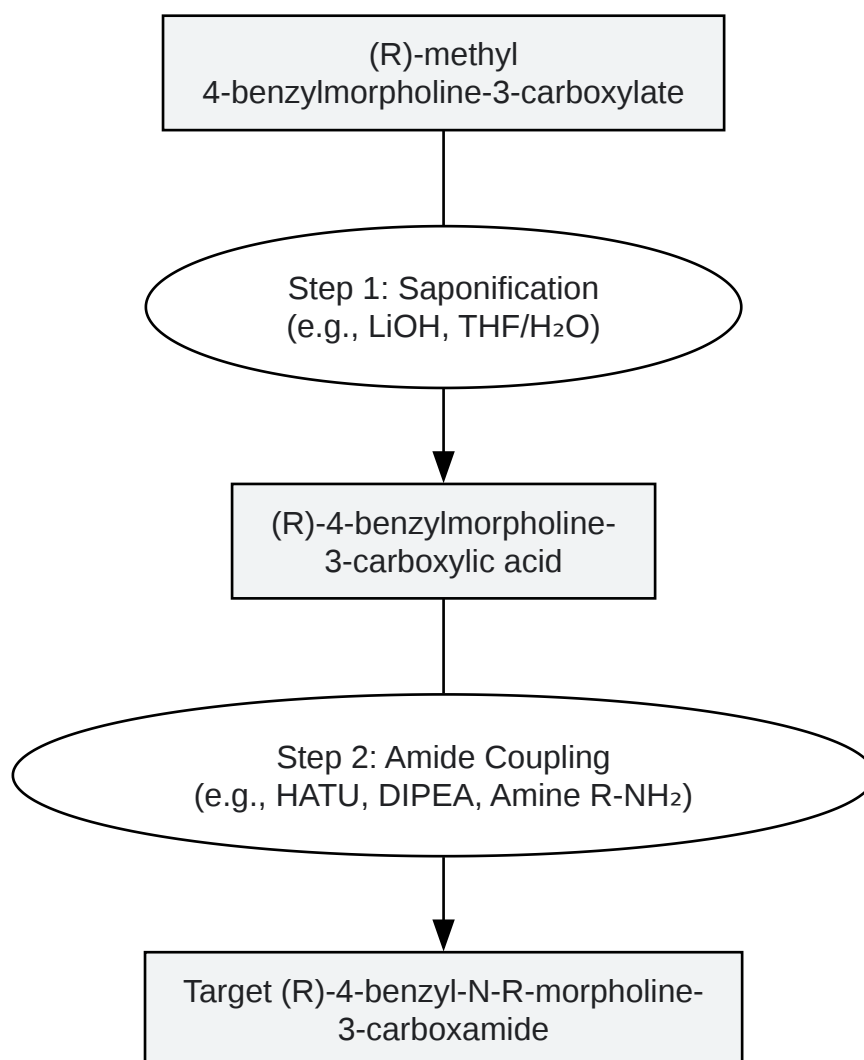 (R)-methyl
4-benzylmorpholine-3-carboxylate
Step 1: Saponification
(e.g., LiOH, THF/H₂O)
(R)-4-benzylmorpholine-
3-carboxylic acid
Step 2: Amide Coupling
(e.g., HATU, DIPEA, Amine R-NH₂)
Target (R)-4-benzyl-N-R-morpholine-
3-carboxamide